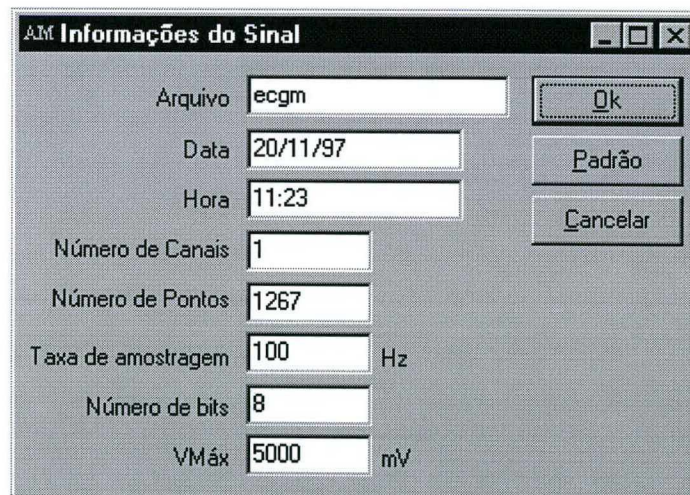 AM Informações do Sinal
Arquivo ecgm
Ok
Data 20/11/97
Padrão
Hora 11:23
Cancelar
Número de Canais 1
Número de Pontos 1267
Taxa de amostragem 100 Hz
Número de bits 8
VMáx 5000 mV